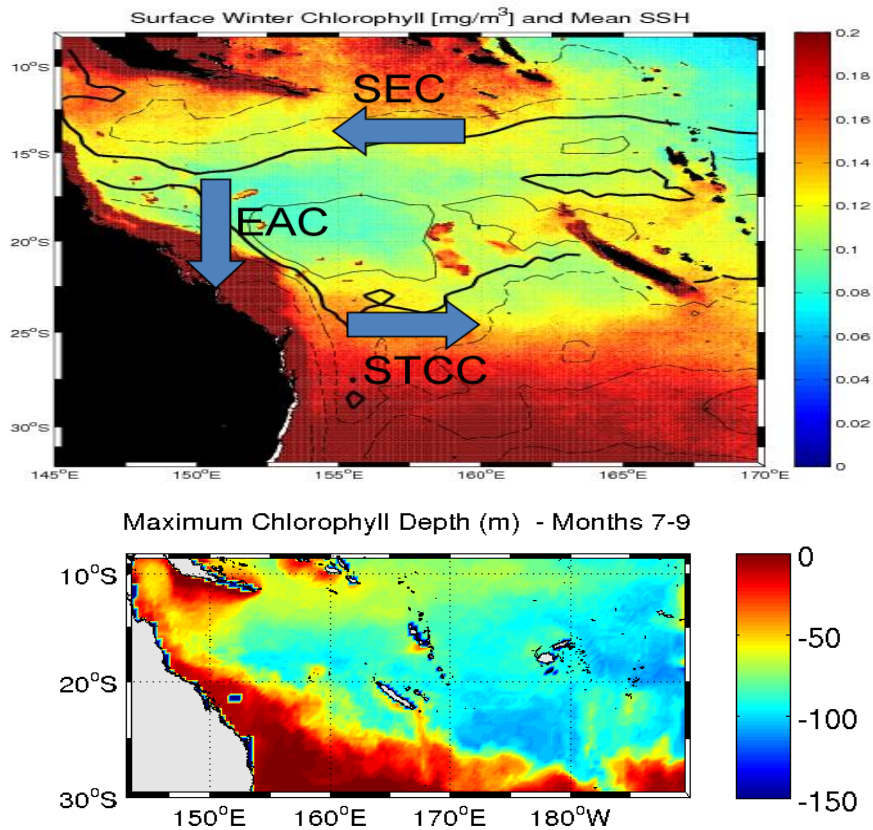 Surface Winter Chlorophyll [mg/m³] and Mean SSH
10°S
15°S
20°S
25°S
30°S
145°E 150°E 155°E 160°E 165°E 170°E
SEC
EAC
STCC
0.2
0.18
0.16
0.14
0.12
0.1
0.08
0.06
0.04
0.02
0
Maximum Chlorophyll Depth (m) - Months 7-9
10°S
20°S
30°S
150°E 160°E 170°E 180°W
0
-50
-100
-150